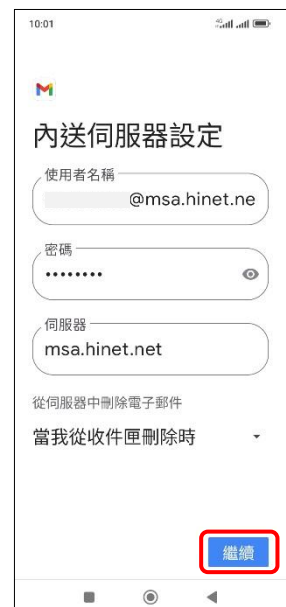 10:01
4G
內送伺服器設定
使用者名稱
@msa.hinet.ne
密碼
••••••••
伺服器
msa.hinet.net
從伺服器中刪除電子郵件
當我從收件匣刪除時
繼續